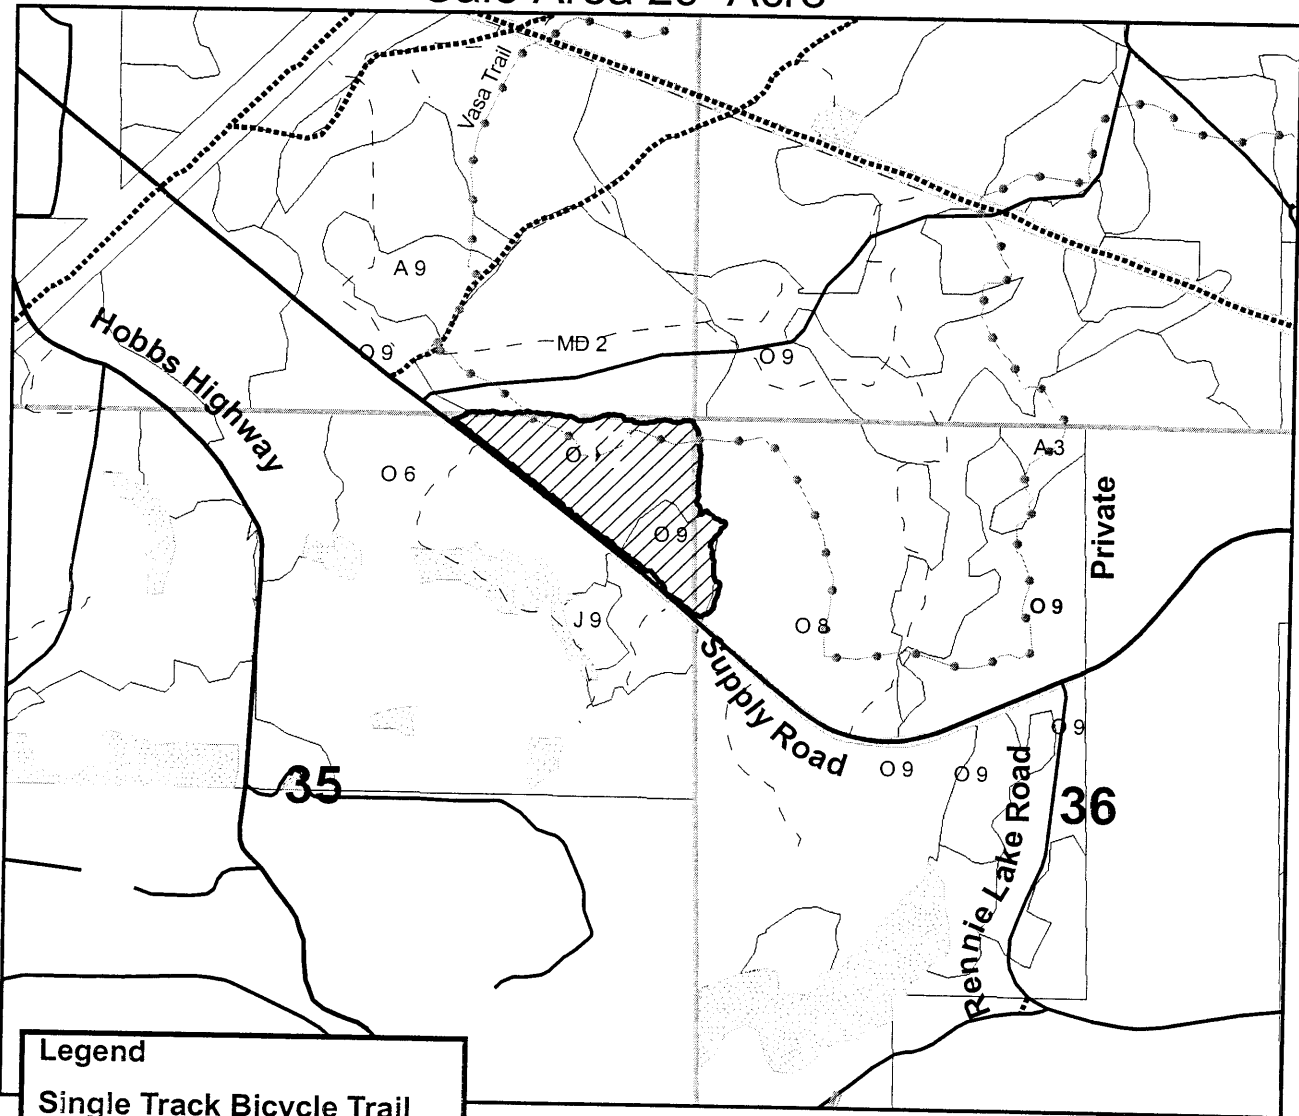 Vasa Trail
A 9
O 9
MD 2
O 9
Hobbs Highway
O 6
O
O 9
A 3
Private
J 9
O 8
O 9
Supply Road
O 9
O 9
O 9
35
36
Rennie Lake Road
Legend
Single Track Bicycle Trail